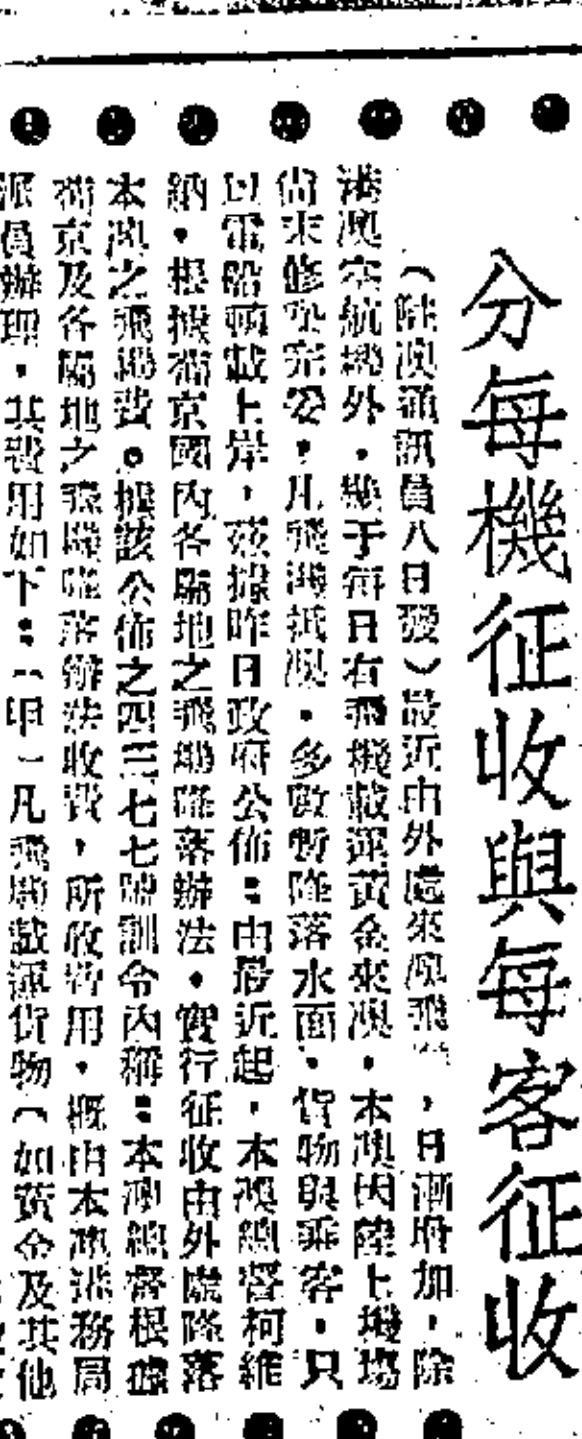 分每機征收與每客征收
（陸澳通訊員八日發）最近由外處來澳飛，日漸增加，除
港澳客航機外，幾于每日有飛機載運黃金來澳，本澳因陸上機場
尚未修築完妥，凡飛機抵澳，多數暫降落水面，貨物與乘客，只
以電船頓載上岸，茲據昨日政府公佈：由最近起，本澳總督柯維
納，根據葡京國內各屬地之飛機降落辦法，實行征收由外處降落
本澳之飛機費。據該公佈之四三七七號訓令內稱：本澳總督根據
葡京及各屬地之飛機降落辦法收費，所收費用，概由本澳港務局
派員辦理，其費用如下：（甲）凡飛機載運貨物（如黃金及其他